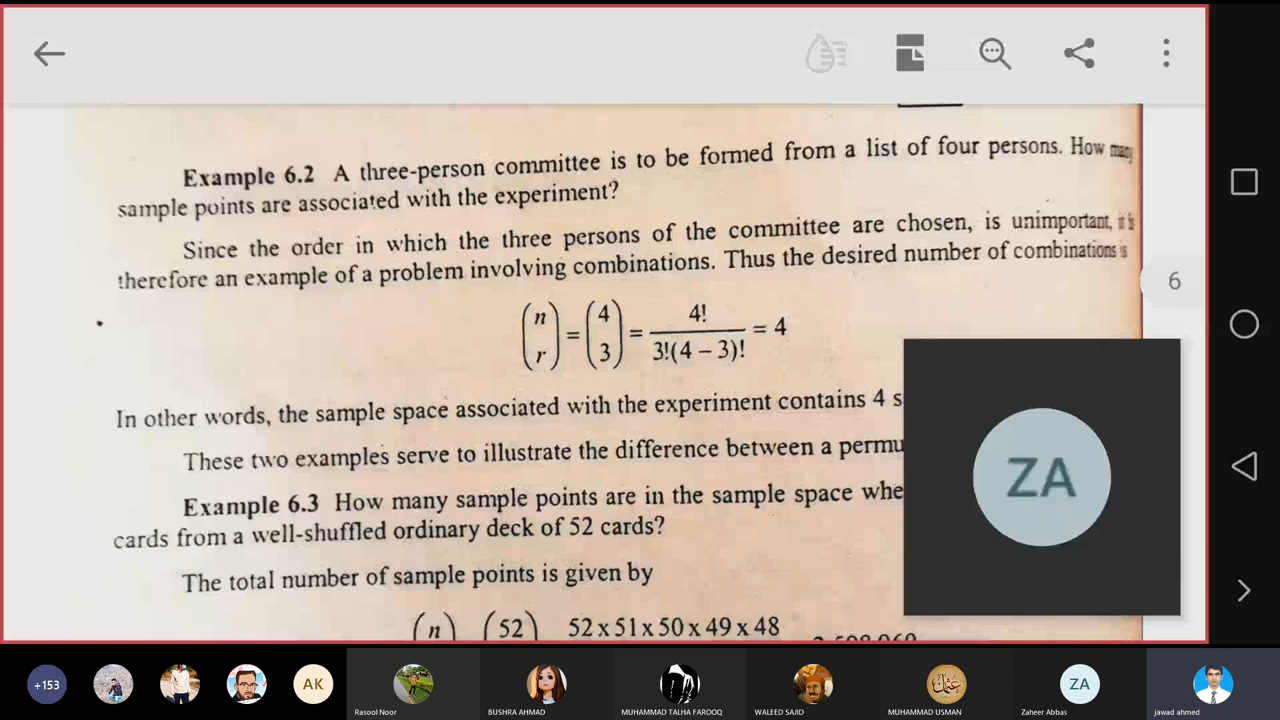 Example 6.2 A three-person committee is to be formed from a list of four persons. How many
sample points are associated with the experiment?
Since the order in which the three persons of the committee are chosen, is unimportant, it is
therefore an example of a problem involving combinations. Thus the desired number of combinations is
(n r) = (4 3) = 4! / 3!(4 – 3)! = 4
6
In other words, the sample space associated with the experiment contains 4 s
These two examples serve to illustrate the difference between a permu
Example 6.3 How many sample points are in the sample space whe
cards from a well-shuffled ordinary deck of 52 cards?
The total number of sample points is given by
(n (52) 52 x 51 x 50 x 49 x 48
ZA
+153
AK
Rasool Noor
BUSHRA AHMAD
MUHAMMAD TALHA FAROOQ
WALEED SAJID
MUHAMMAD USMAN
ZA
Zaheer Abbas
jawad ahmed